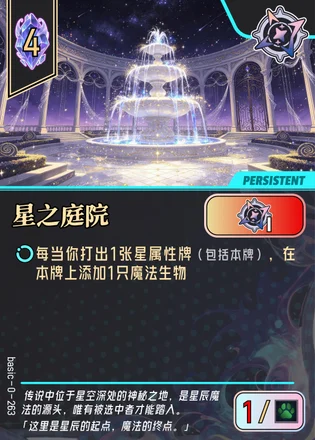 4
PERSISTENT
星之庭院
1
每当你打出1张星属性牌（包括本牌），在
本牌上添加1只魔法生物
basic-0-263
传说中位于星空深处的神秘之地，是星辰魔
法的源头，唯有被选中者才能踏入。
「这里是星辰的起点，魔法的终点。」
1/